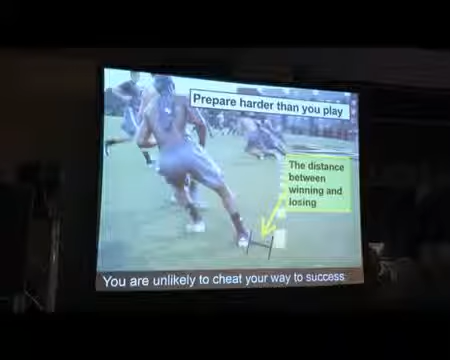 Prepare harder than you play
The distance
between
winning and
losing
You are unlikely to cheat your way to success